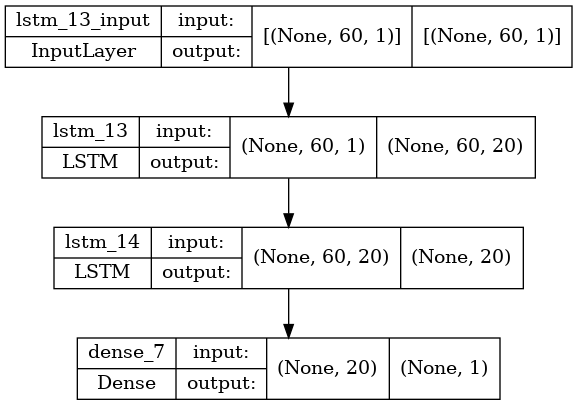 lstm_13_input input: [(None, 60, 1)] [(None, 60, 1)]
InputLayer output:
lstm_13 input: (None, 60, 1) (None, 60, 20)
LSTM output:
lstm_14 input: (None, 60, 20) (None, 20)
LSTM output:
dense_7 input: (None, 20) (None, 1)
Dense output: